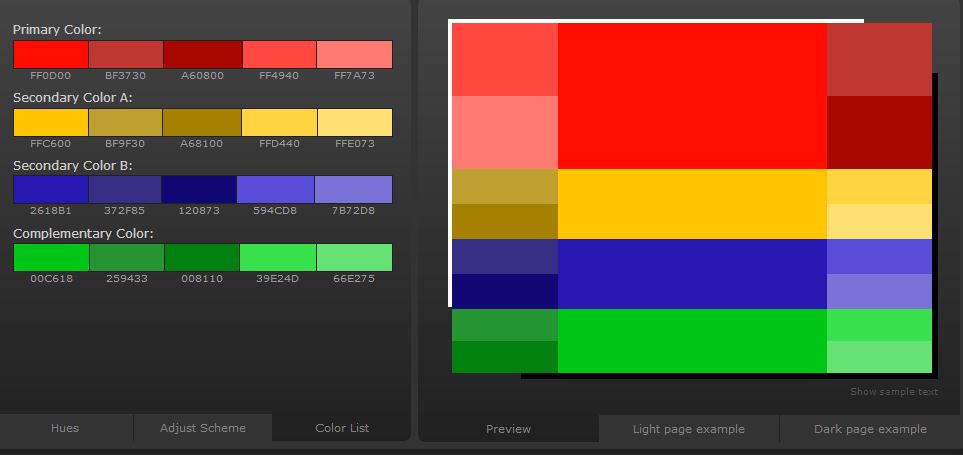 Primary Color:
FF0D00 BF3730 A60800 FF4940 FF7A73
Secondary Color A:
FFC600 BF9F30 A68100 FFD440 FFE073
Secondary Color B:
2618B1 372F85 120873 594CD8 7B72D8
Complementary Color:
00C618 259433 008110 39E24D 66E275
Hues Adjust Scheme Color List
Show sample text
Preview Light page example Dark page example